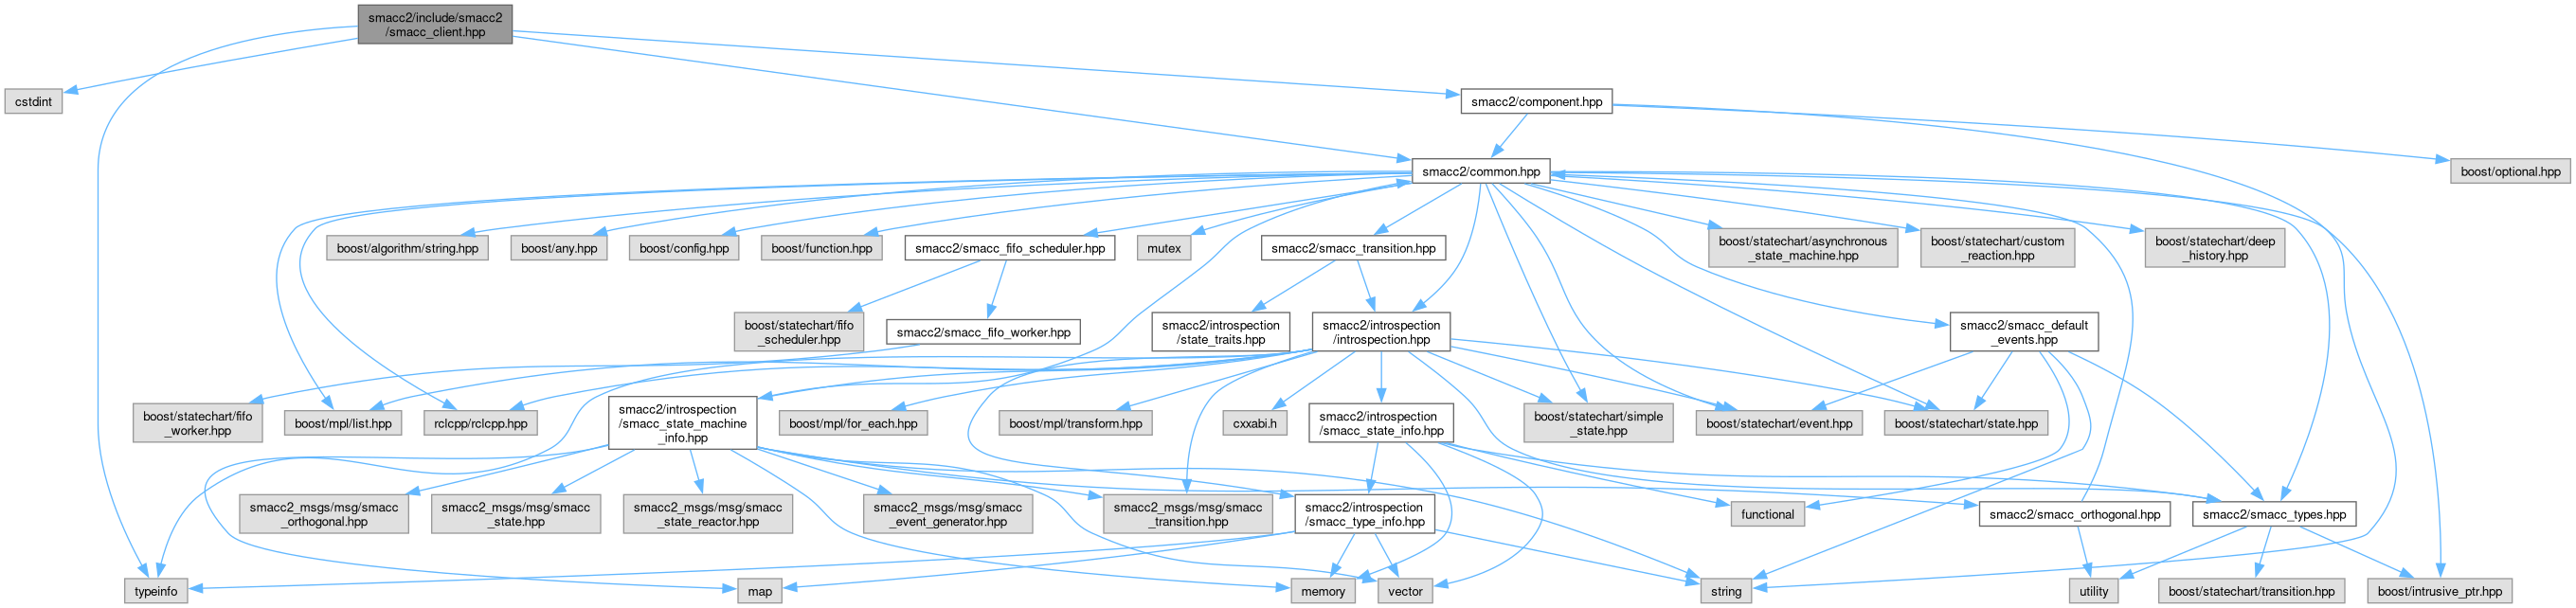 smacc2/include/smacc2
/smacc_client.hpp
cstdint
smacc2/component.hpp
smacc2/common.hpp
boost/optional.hpp
boost/algorithm/string.hpp
boost/any.hpp
boost/config.hpp
boost/function.hpp
smacc2/smacc_fifo_scheduler.hpp
mutex
smacc2/smacc_transition.hpp
boost/statechart/asynchronous
_state_machine.hpp
boost/statechart/custom
_reaction.hpp
boost/statechart/deep
_history.hpp
boost/statechart/fifo
_scheduler.hpp
smacc2/smacc_fifo_worker.hpp
smacc2/introspection
/state_traits.hpp
smacc2/introspection
/introspection.hpp
smacc2/smacc_default
_events.hpp
boost/statechart/fifo
_worker.hpp
boost/mpl/list.hpp
rclcpp/rclcpp.hpp
smacc2/introspection
/smacc_state_machine
_info.hpp
boost/mpl/for_each.hpp
boost/mpl/transform.hpp
cxxabi.h
smacc2/introspection
/smacc_state_info.hpp
boost/statechart/simple
_state.hpp
boost/statechart/event.hpp
boost/statechart/state.hpp
smacc2_msgs/msg/smacc
_orthogonal.hpp
smacc2_msgs/msg/smacc
_state.hpp
smacc2_msgs/msg/smacc
_state_reactor.hpp
smacc2_msgs/msg/smacc
_event_generator.hpp
smacc2_msgs/msg/smacc
_transition.hpp
smacc2/introspection
/smacc_type_info.hpp
functional
smacc2/smacc_orthogonal.hpp
smacc2/smacc_types.hpp
typeinfo
map
memory
vector
string
utility
boost/statechart/transition.hpp
boost/intrusive_ptr.hpp